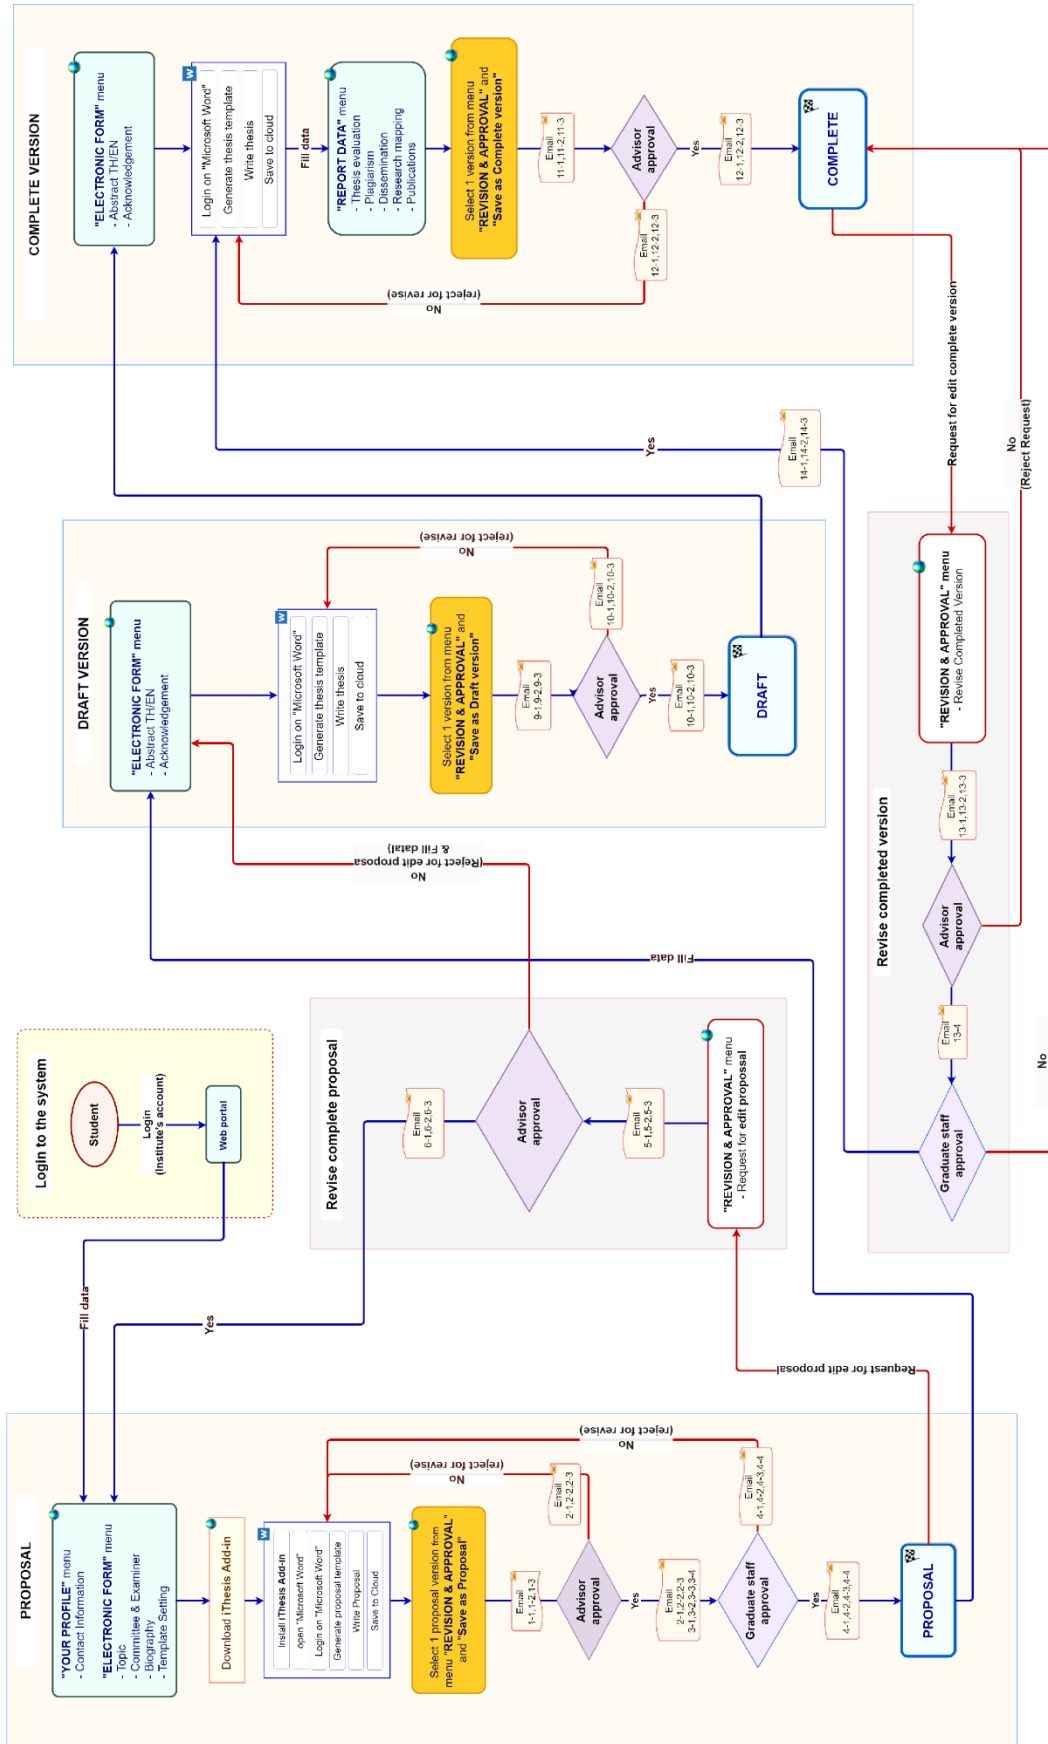 Login to the system
Student
Login
(Institute's account)
Web portal
Fill data
PROPOSAL
"YOUR PROFILE" menu
- Contact Information
"ELECTRONIC FORM" menu
- Topic
- Committee & Examiner
- Biography
- Template Setting
Download iThesis Add-in
Install iThesis Add-in
open "Microsoft Word"
Login on "Microsoft Word"
Generate proposal template
Write Proposal
Save to Cloud
Select 1 proposal version from
menu "REVISION & APPROVAL"
and "Save as Proposal"
Email
1-1,1-2,1-3
Advisor
approval
Email
2-1,2-2,2-3
No
(reject for revise)
Yes
Email
2-1,2-2,2-3
3-1,3-2,3-3,3-4
Graduate staff
approval
Email
4-1,4-2,4-3,4-4
No
(reject for revise)
Yes
Email
4-1,4-2,4-3,4-4
PROPOSAL
Request for edit proposal
Fill data
Revise complete proposal
"REVISION & APPROVAL" menu
- Request for edit propossal
Email
5-1,5-2.5-3
Advisor
approval
Email
6-1,6-2.6-3
Yes
No
(Reject for edit proposa
& Fill datal)
DRAFT VERSION
"ELECTRONIC FORM" menu
- Abstract TH/EN
- Acknowledgement
Login on "Microsoft Word"
Generate thesis template
Write thesis
Save to cloud
Select 1 version from menu
"REVISION & APPROVAL" and
"Save as Draft version"
Email
9-1,9-2,9-3
Advisor
approval
Email
10-1,10-2,10-3
No
(reject for revise)
Yes
Email
10-1,10-2,10-3
DRAFT
COMPLETE VERSION
"ELECTRONIC FORM" menu
- Abstract TH/EN
- Acknowledgement
Login on "Microsoft Word"
Generate thesis template
Write thesis
Save to cloud
Fill data
"REPORT DATA" menu
- Thesis evaluation
- Plagiarism
- Dissemination
- Research mapping
- Publications
Select 1 version from menu
"REVISION & APPROVAL" and
"Save as Complete version"
Email
11-1,11-2,11-3
Advisor
approval
Email
12-1,12-2,12-3
No
(reject for revise)
Yes
Email
12-1,12-2,12-3
COMPLETE
Request for edit complete version
Revise completed version
"REVISION & APPROVAL" menu
- Revise Completed Version
Email
13-1,13-2,13-3
Advisor
approval
No
(Reject Request)
Email
13-4
Graduate staff
approval
No
Email
14-1,14-2,14-3
Yes